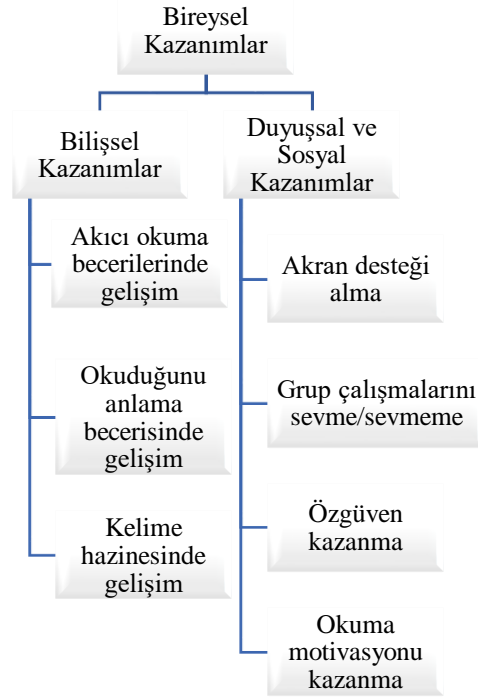 Bireysel
Kazanımlar
Bilişsel
Kazanımlar
Akıcı okuma
becerilerinde
gelişim
Okuduğunu
anlama
becerisinde
gelişim
Kelime
hazinesinde
gelişim
Duyuşsal ve
Sosyal
Kazanımlar
Akran desteği
alma
Grup çalışmalarını
sevme/sevmeme
Özgüven
kazanma
Okuma
motivasyonu
kazanma